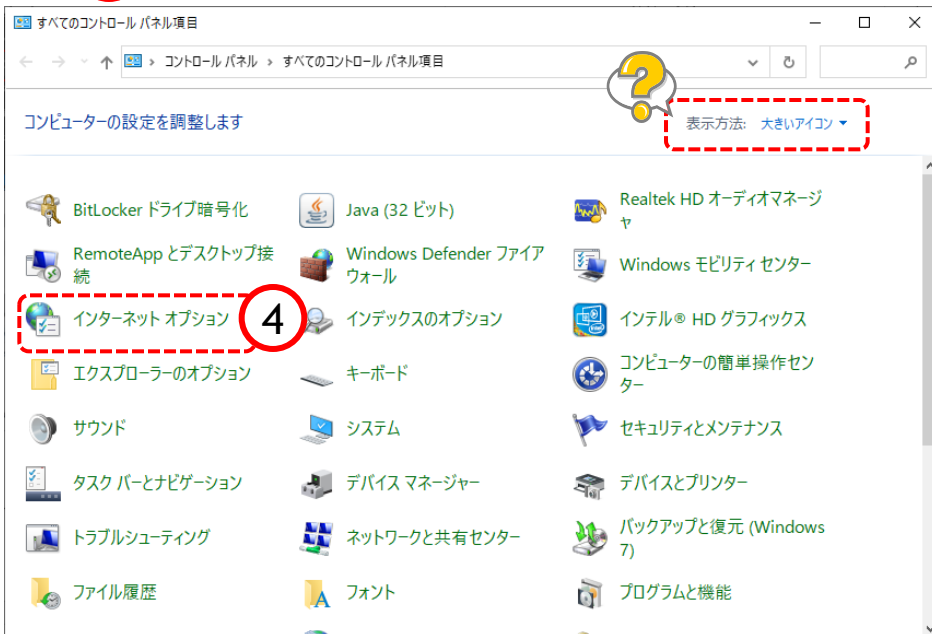 すべてのコントロール パネル項目
コントロール パネル › すべてのコントロール パネル項目
?
コンピューターの設定を調整します
表示方法: 大きいアイコン
BitLocker ドライブ暗号化
Java (32 ビット)
Realtek HD オーディオマネージ
ャ
RemoteApp とデスクトップ接
続
Windows Defender ファイア
ウォール
Windows モビリティ センター
インターネット オプション
4
インデックスのオプション
インテル® HD グラフィックス
エクスプローラーのオプション
キーボード
コンピューターの簡単操作セン
ター
サウンド
システム
セキュリティとメンテナンス
タスク バーとナビゲーション
デバイス マネージャー
デバイスとプリンター
トラブルシューティング
ネットワークと共有センター
バックアップと復元 (Windows
7)
ファイル履歴
フォント
プログラムと機能